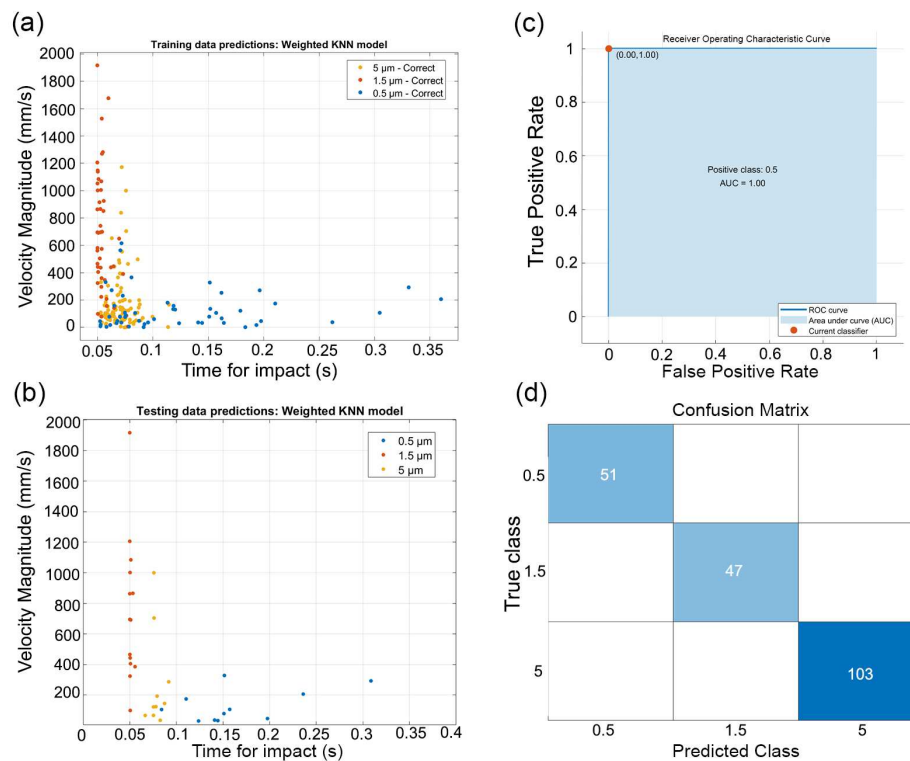 (a)
Training data predictions: Weighted KNN model
2000
1800
1600
1400
1200
1000
800
600
400
200
0
Velocity Magnitude (mm/s)
5 µm - Correct
1.5 µm - Correct
0.5 µm - Correct
0.05 0.1 0.15 0.2 0.25 0.3 0.35
Time for impact (s)
(b)
Testing data predictions: Weighted KNN model
2000
1800
1600
1400
1200
1000
800
600
400
200
Velocity Magnitude (mm/s)
0.5 µm
1.5 µm
5 µm
0 0.05 0.1 0.15 0.2 0.25 0.3 0.35 0.4
Time for impact (s)
(c)
Receiver Operating Characteristic Curve
1
0.8
0.6
0.4
0.2
0
True Positive Rate
(0.00,1.00)
Positive class: 0.5
AUC = 1.00
ROC curve
Area under curve (AUC)
Current classifier
0 0.2 0.4 0.6 0.8 1
False Positive Rate
(d)
Confusion Matrix
True class
0.5
1.5
5
51
47
103
0.5 1.5 5
Predicted Class